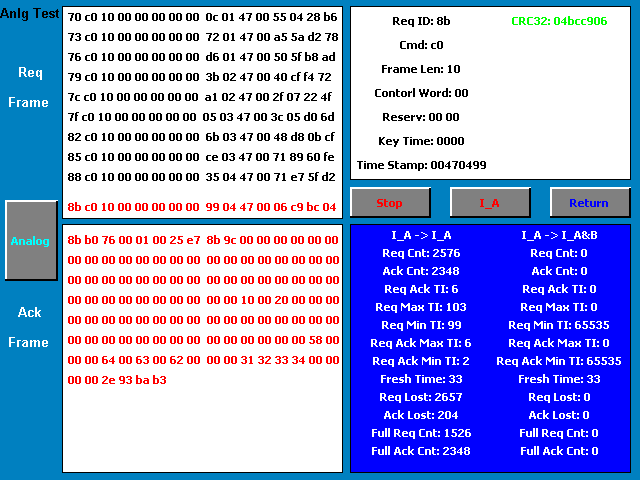 Anlg Test
Req
Frame
70 c0 10 00 00 00 00 00 0c 01 47 00 55 04 28 b6
73 c0 10 00 00 00 00 00 72 01 47 00 a5 5a d2 78
76 c0 10 00 00 00 00 00 d6 01 47 00 50 5f b8 ad
79 c0 10 00 00 00 00 00 3b 02 47 00 40 cf f4 72
7c c0 10 00 00 00 00 00 a1 02 47 00 2f 07 22 4f
7f c0 10 00 00 00 00 00 05 03 47 00 3c 05 d0 6d
82 c0 10 00 00 00 00 00 6b 03 47 00 48 d8 0b cf
85 c0 10 00 00 00 00 00 ce 03 47 00 71 89 60 fe
88 c0 10 00 00 00 00 00 35 04 47 00 71 e7 5f d2
8b c0 10 00 00 00 00 00 99 04 47 00 06 c9 bc 04
Req ID: 8b
CRC32: 04bcc906
Cmd: c0
Frame Len: 10
Contorl Word: 00
Reserv: 00 00
Key Time: 0000
Time Stamp: 00470499
Stop
I_A
Return
Analog
Ack
Frame
8b b0 76 00 01 00 25 e7 8b 9c 00 00 00 00 00 00
00 00 00 00 00 00 00 00 00 00 00 00 00 00 00 00
00 00 00 00 00 00 00 00 00 00 00 00 00 00 00 00
00 00 00 00 00 00 00 00 00 00 10 00 20 00 00 00
00 00 00 00 00 00 00 00 00 00 00 00 00 00 00 00
00 00 00 00 00 00 00 00 00 00 00 00 00 00 58 00
00 00 64 00 63 00 62 00 00 00 31 32 33 34 00 00
00 00 2e 93 ba b3
I_A -> I_A
Req Cnt: 2576
Ack Cnt: 2348
Req Ack TI: 6
Req Max TI: 103
Req Min TI: 99
Req Ack Max TI: 6
Req Ack Min TI: 2
Fresh Time: 33
Req Lost: 2657
Ack Lost: 204
Full Req Cnt: 1526
Full Ack Cnt: 2348
I_A -> I_A&B
Req Cnt: 0
Ack Cnt: 0
Req Ack TI: 0
Req Max TI: 0
Req Min TI: 65535
Req Ack Max TI: 0
Req Ack Min TI: 65535
Fresh Time: 33
Req Lost: 0
Ack Lost: 0
Full Req Cnt: 0
Full Ack Cnt: 0